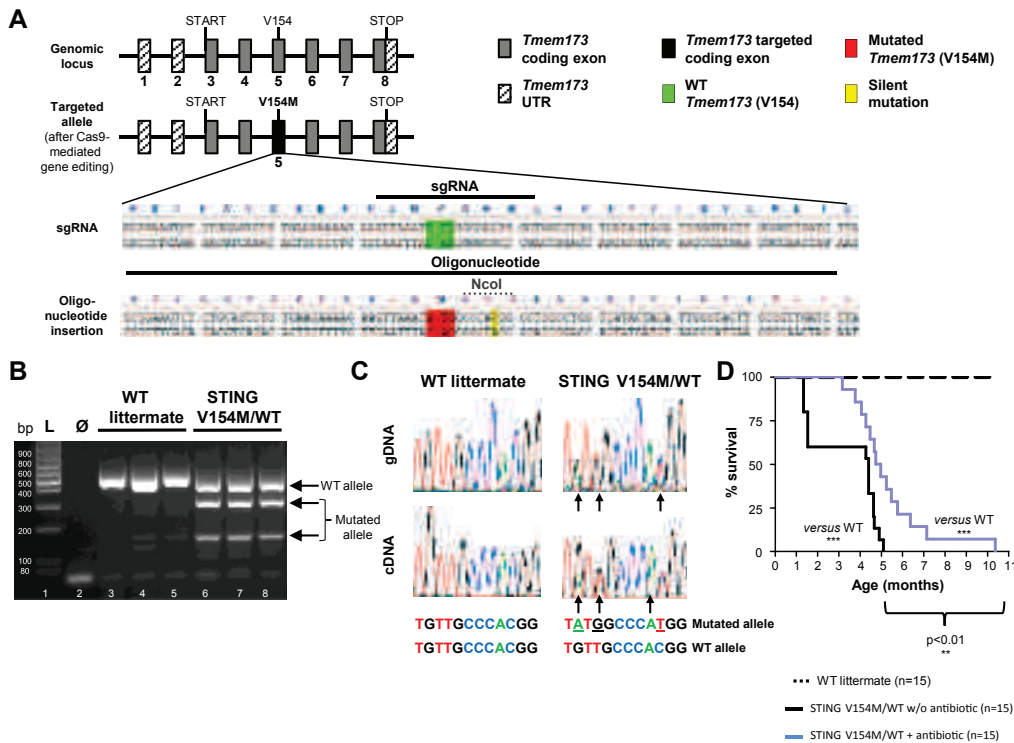 A
START V154 STOP
Genomic
locus
1 2 3 4 5 6 7 8
Targeted
allele
(after Cas9-
mediated
gene editing)
START V154M STOP
5
Tmem173
coding exon
Tmem173 targeted
coding exon
Mutated
Tmem173 (V154M)
Tmem173
UTR
WT
Tmem173 (V154)
Silent
mutation
sgRNA
sgRNA
Oligonucleotide
NcoI
Oligo-
nucleotide
insertion
B
WT
littermate
STING
V154M/WT
bp L Ø
900
800
600
500
400
300
200
100
80
1 2 3 4 5 6 7 8
WT allele
Mutated
allele
C
WT littermate STING V154M/WT
gDNA
cDNA
TGTTGCCCACGG TATGGCCCATGG Mutated allele
TGTTGCCCACGG TGTTGCCCACGG WT allele
D
% survival
100
75
50
25
0
versus WT
***
versus WT
***
0 1 2 3 4 5 6 7 8 9 10 11
Age (months)
p<0.01
**
WT littermate (n=15)
STING V154M/WT w/o antibiotic (n=15)
STING V154M/WT + antibiotic (n=15)